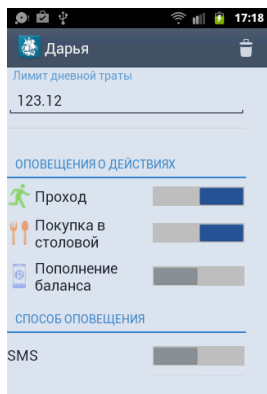 17:18
Дарья
Лимит дневной траты
123.12
ОПОВЕЩЕНИЯ О ДЕЙСТВИЯХ
Проход
Покупка в
столовой
Пополнение
баланса
СПОСОБ ОПОВЕЩЕНИЯ
SMS